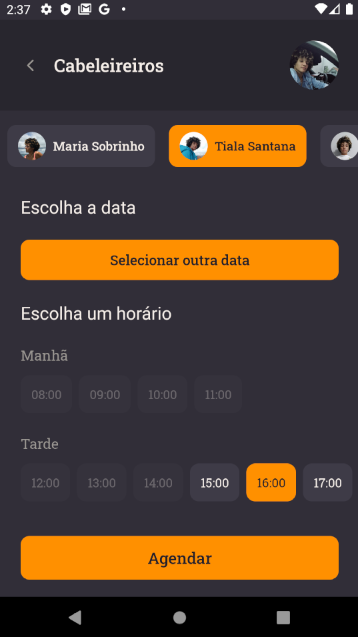 2:37
Cabeleireiros
Maria Sobrinho
Tiala Santana
Escolha a data
Selecionar outra data
Escolha um horário
Manhã
08:00 09:00 10:00 11:00
Tarde
12:00 13:00 14:00 15:00 16:00 17:00
Agendar